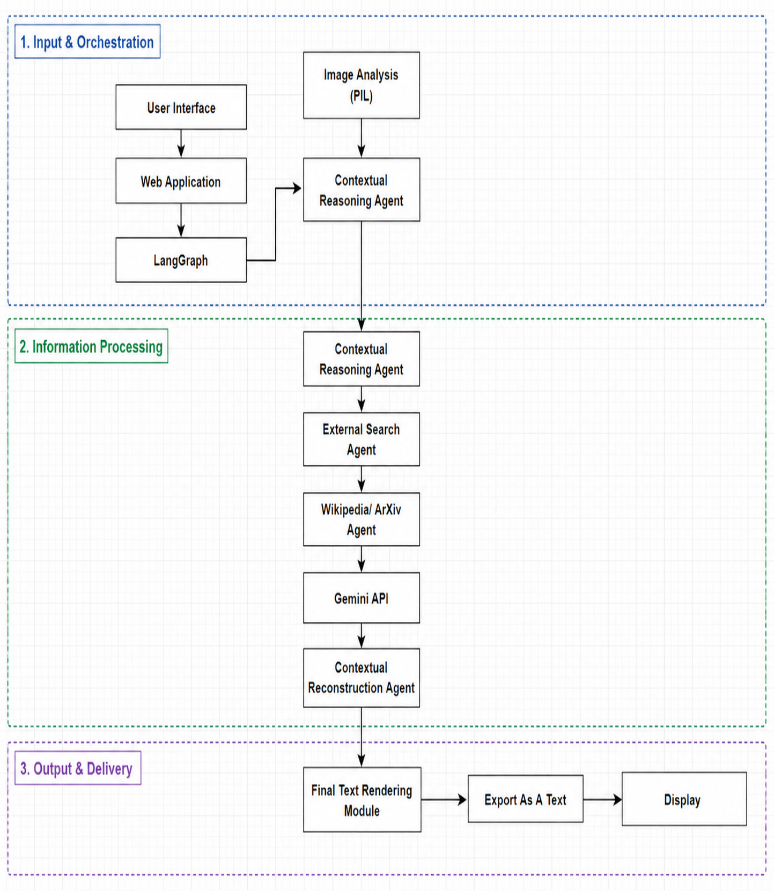 1. Input & Orchestration
Image Analysis
(PIL)
User Interface
Web Application
Contextual
Reasoning Agent
LangGraph
2. Information Processing
Contextual
Reasoning Agent
External Search
Agent
Wikipedia/ ArXiv
Agent
Gemini API
Contextual
Reconstruction Agent
3. Output & Delivery
Final Text Rendering
Module
Export As A Text
Display